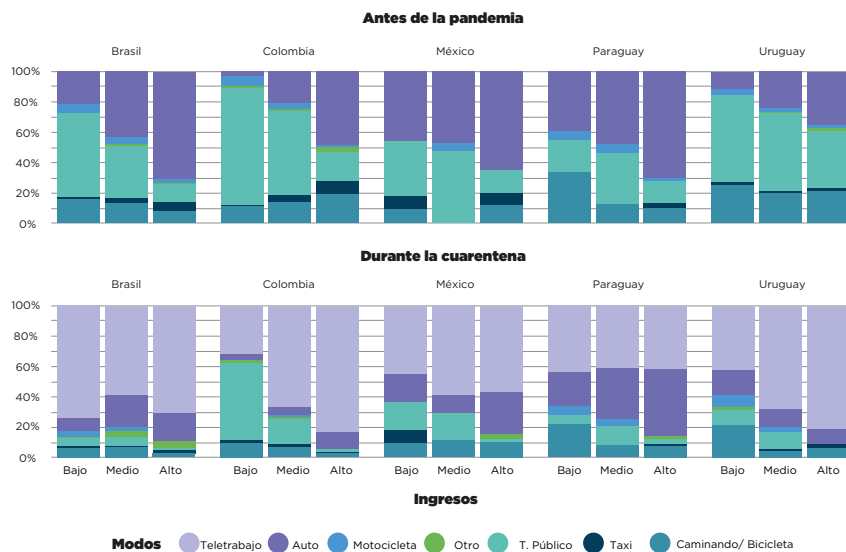 Antes de la pandemia
Brasil Colombia México Paraguay Uruguay
100%
80%
60%
40%
20%
0%
Durante la cuarentena
Brasil Colombia México Paraguay Uruguay
100%
80%
60%
40%
20%
0%
Bajo Medio Alto Bajo Medio Alto Bajo Medio Alto Bajo Medio Alto Bajo Medio Alto
Ingresos
Modos Teletrabajo Auto Motocicleta Otro T. Público Taxi Caminando/ Bicicleta